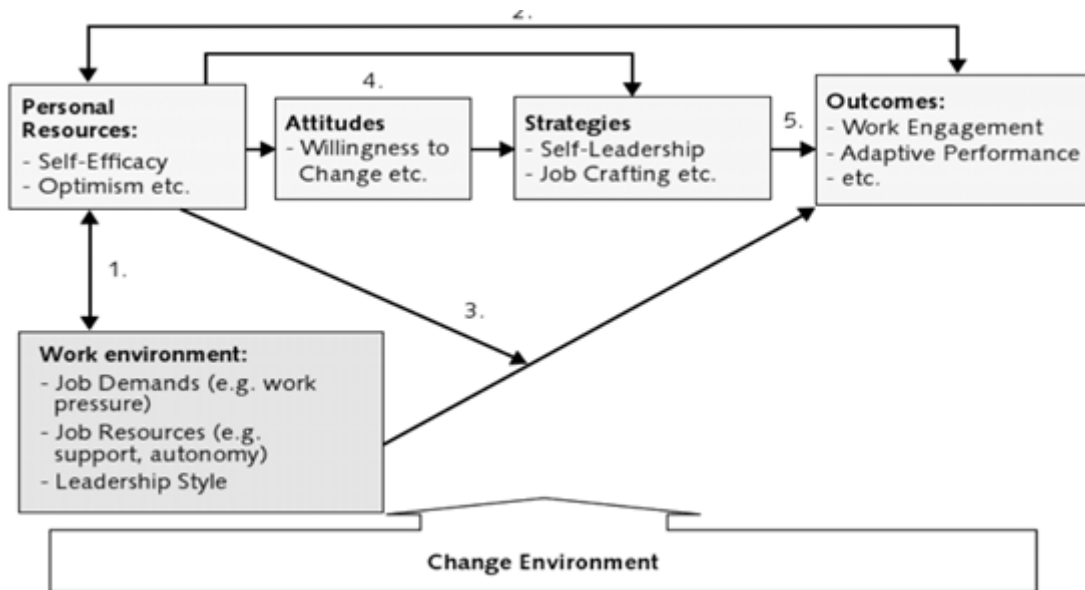 2.
Personal
Resources:
- Self-Efficacy
- Optimism etc.
4.
Attitudes
- Willingness to
Change etc.
Strategies
- Self-Leadership
- Job Crafting etc.
5.
Outcomes:
- Work Engagement
- Adaptive Performance
- etc.
1.
3.
Work environment:
- Job Demands (e.g. work
pressure)
- Job Resources (e.g.
support, autonomy)
- Leadership Style
Change Environment